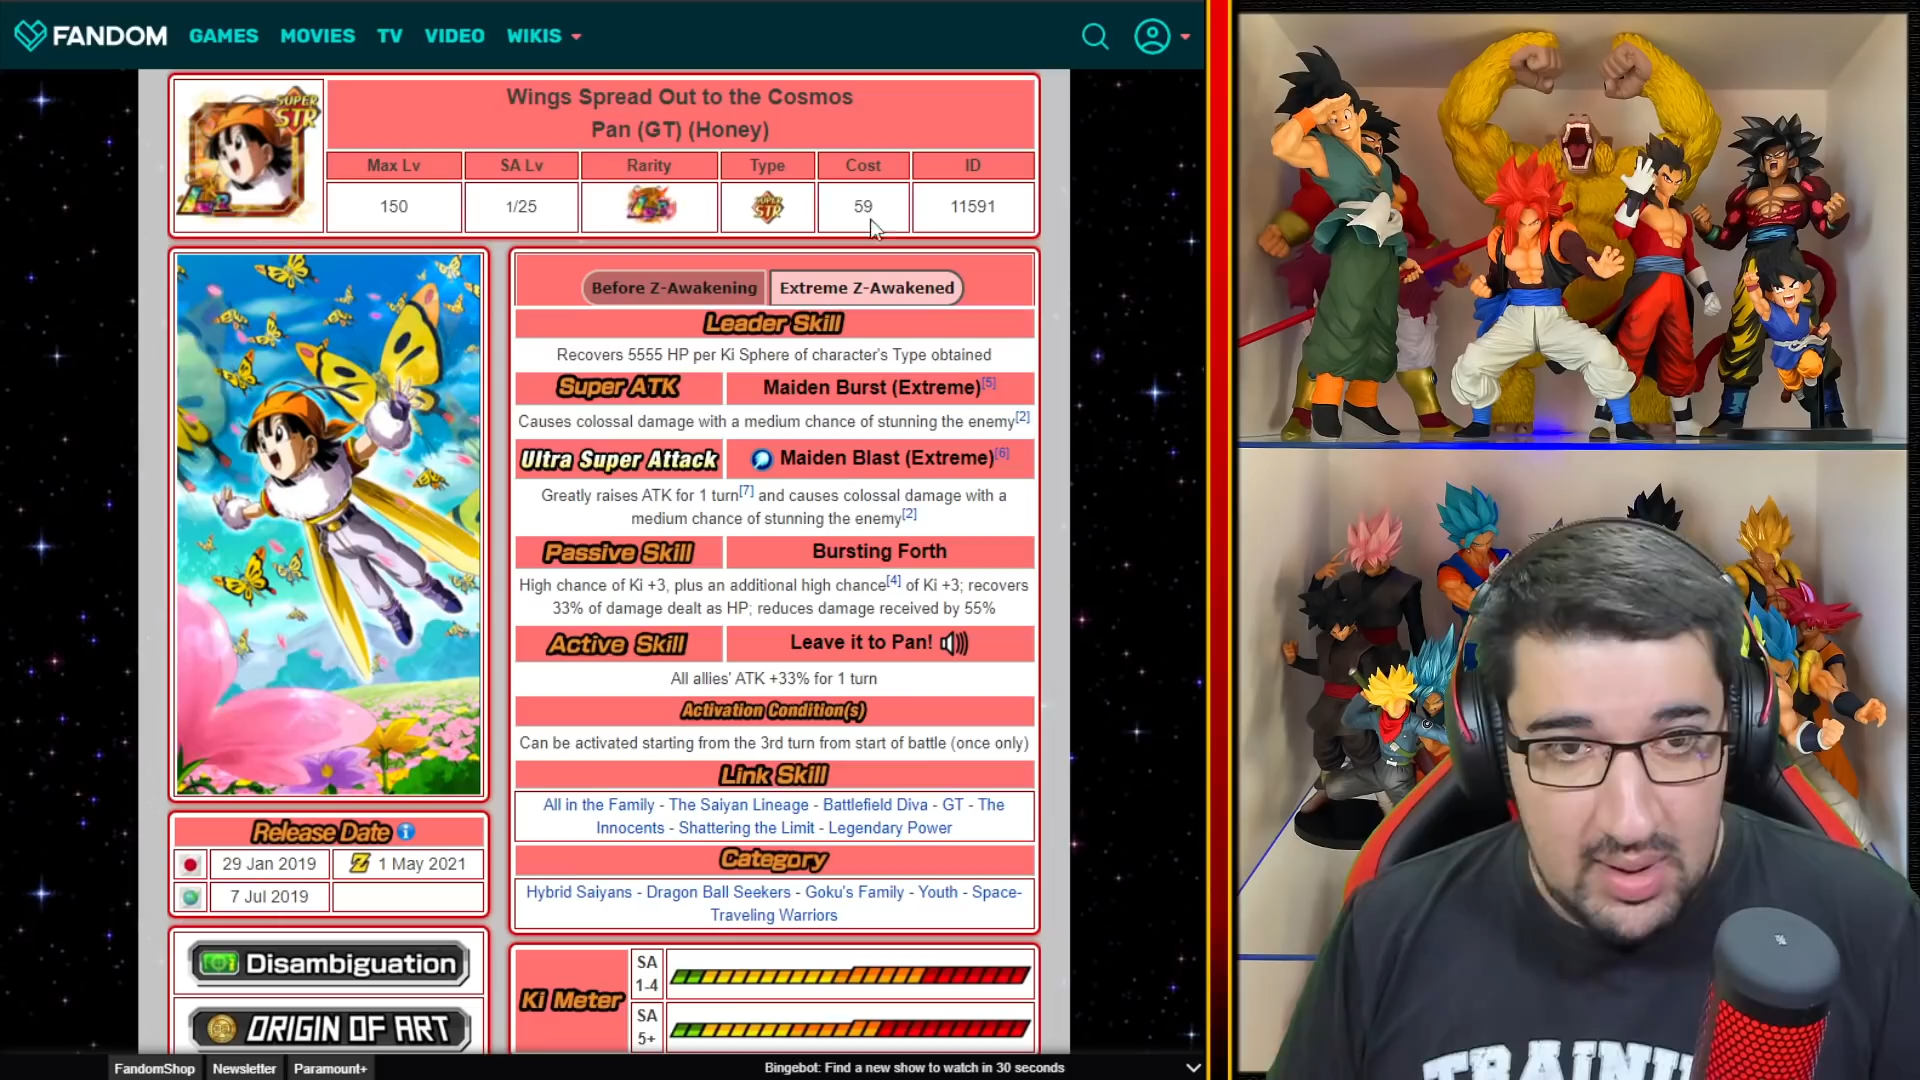 FANDOM GAMES MOVIES TV VIDEO WIKIS
SUPER STR
LR
Wings Spread Out to the Cosmos
Pan (GT) (Honey)
Max Lv SA Lv Rarity Type Cost ID
150 1/25 LR SUPER STR 59 11591
Before Z-Awakening Extreme Z-Awakened
Leader Skill
Recovers 5555 HP per Ki Sphere of character's Type obtained
Super ATK Maiden Burst (Extreme)[5]
Causes colossal damage with a medium chance of stunning the enemy[2]
Ultra Super Attack Maiden Blast (Extreme)[6]
Greatly raises ATK for 1 turn[7] and causes colossal damage with a
medium chance of stunning the enemy[2]
Passive Skill Bursting Forth
High chance of Ki +3, plus an additional high chance[4] of Ki +3; recovers
33% of damage dealt as HP; reduces damage received by 55%
Active Skill Leave it to Pan!
All allies' ATK +33% for 1 turn
Activation Condition(s)
Can be activated starting from the 3rd turn from start of battle (once only)
Link Skill
All in the Family - The Saiyan Lineage - Battlefield Diva - GT - The
Innocents - Shattering the Limit - Legendary Power
Category
Hybrid Saiyans - Dragon Ball Seekers - Goku's Family - Youth - Space-
Traveling Warriors
Ki Meter
SA
1-4
SA
5+
Release Date
29 Jan 2019 Z 1 May 2021
7 Jul 2019
Disambiguation
ORIGIN OF ART
FandomShop Newsletter Paramount+ Bingebot: Find a new show to watch in 30 seconds